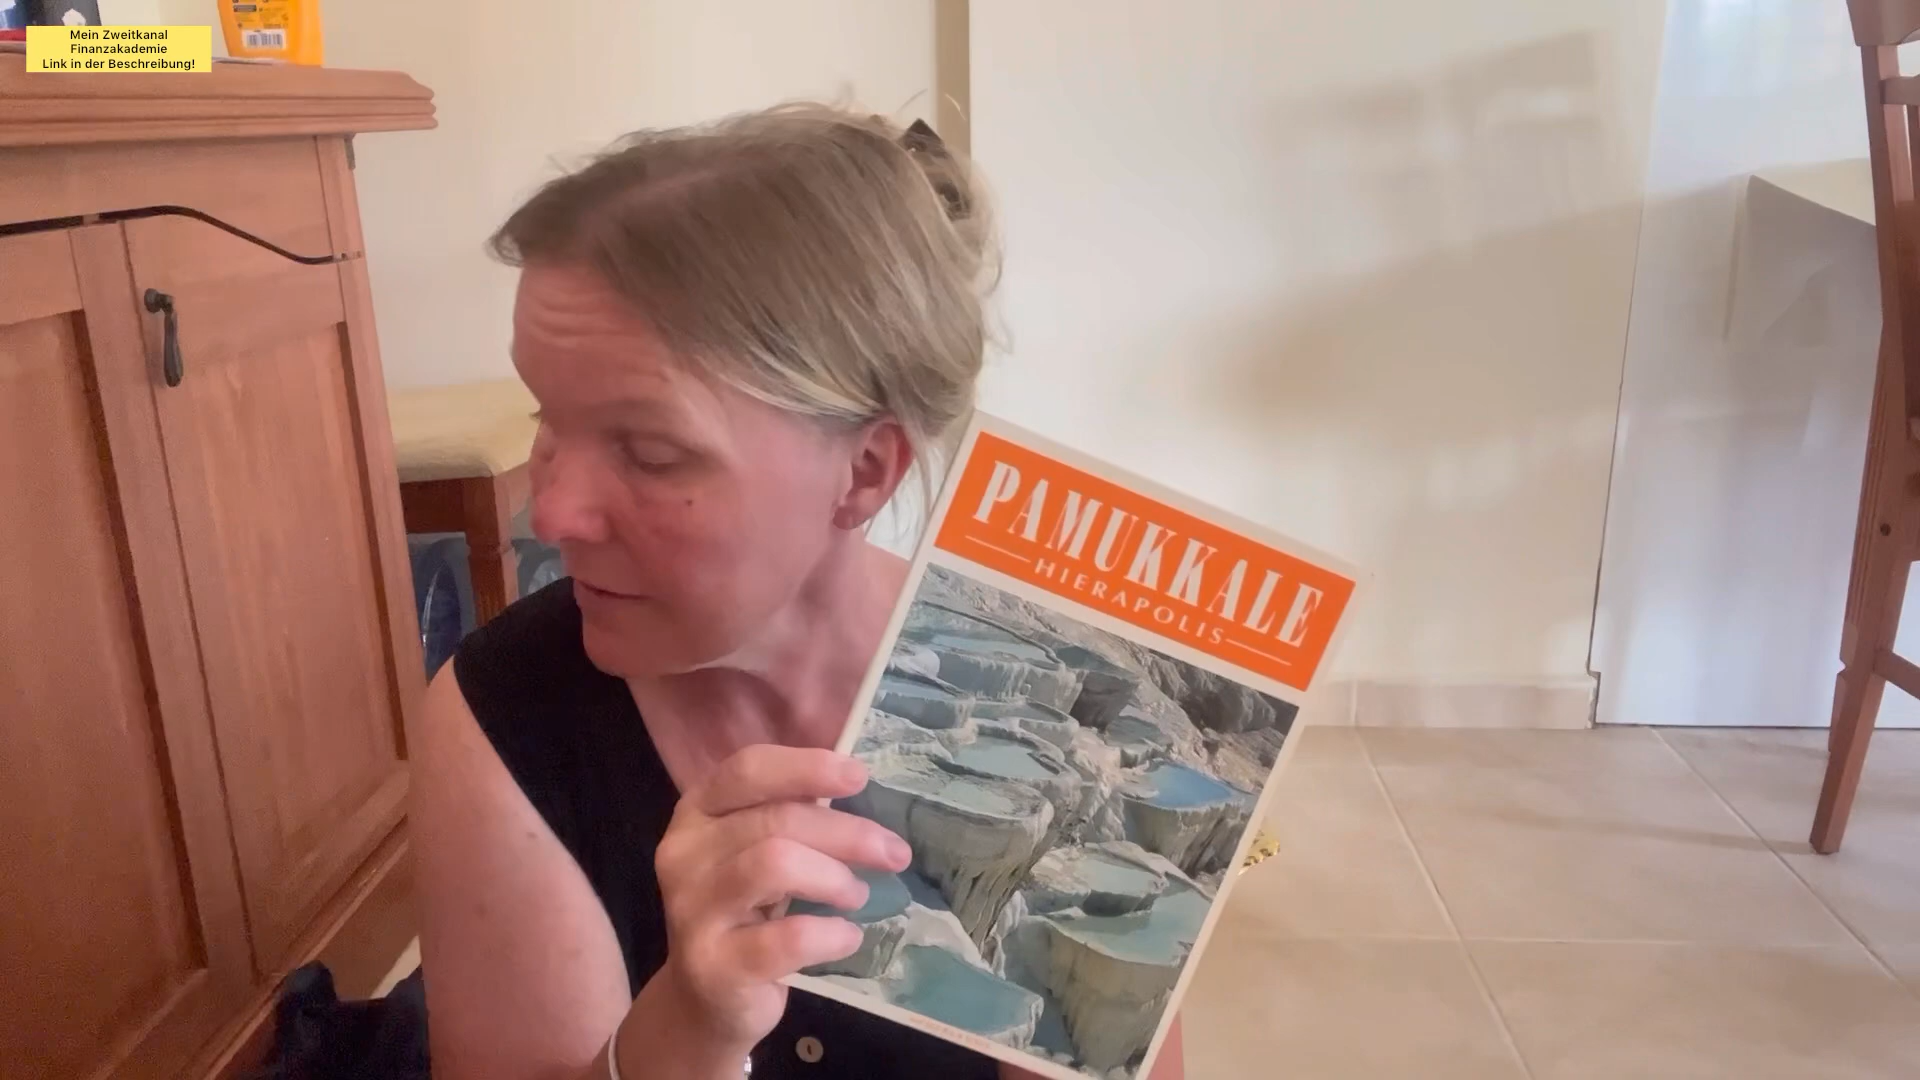 Mein Zweitkanal
Finanzakademie
Link in der Beschreibung!
PAMUKKALE
HIERAPOLIS